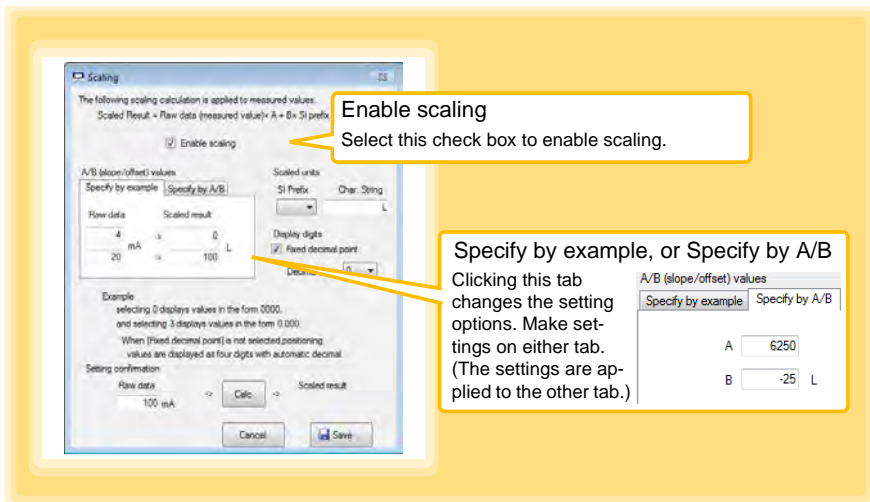 Scaling
The following scaling calculation is applied to measured values.
Scaled Result = Raw data (measured value)× A + B× SI prefix
Enable scaling
A/B (slope/offset) values
Specify by example Specify by A/B
Raw data Scaled result
4 -> 0
mA L
20 -> 100
Scaled units
SI Prefix Char. String
L
Display digits
Fixed decimal point
0
Example
selecting 0 displays values in the form 0000.
and selecting 3 displays values in the form 0.000
When [Fixed decimal point] is not selected,positioning
values are displayed as four digits with automatic decimal
Setting confirmation
Raw data Scaled result
100 mA -> Calc ->
Cancel Save
Enable scaling
Select this check box to enable scaling.
Specify by example, or Specify by A/B
Clicking this tab
changes the setting
options. Make set-
tings on either tab.
(The settings are ap-
plied to the other tab.)
A/B (slope/offset) values
Specify by example Specify by A/B
A 6250
B -25 L